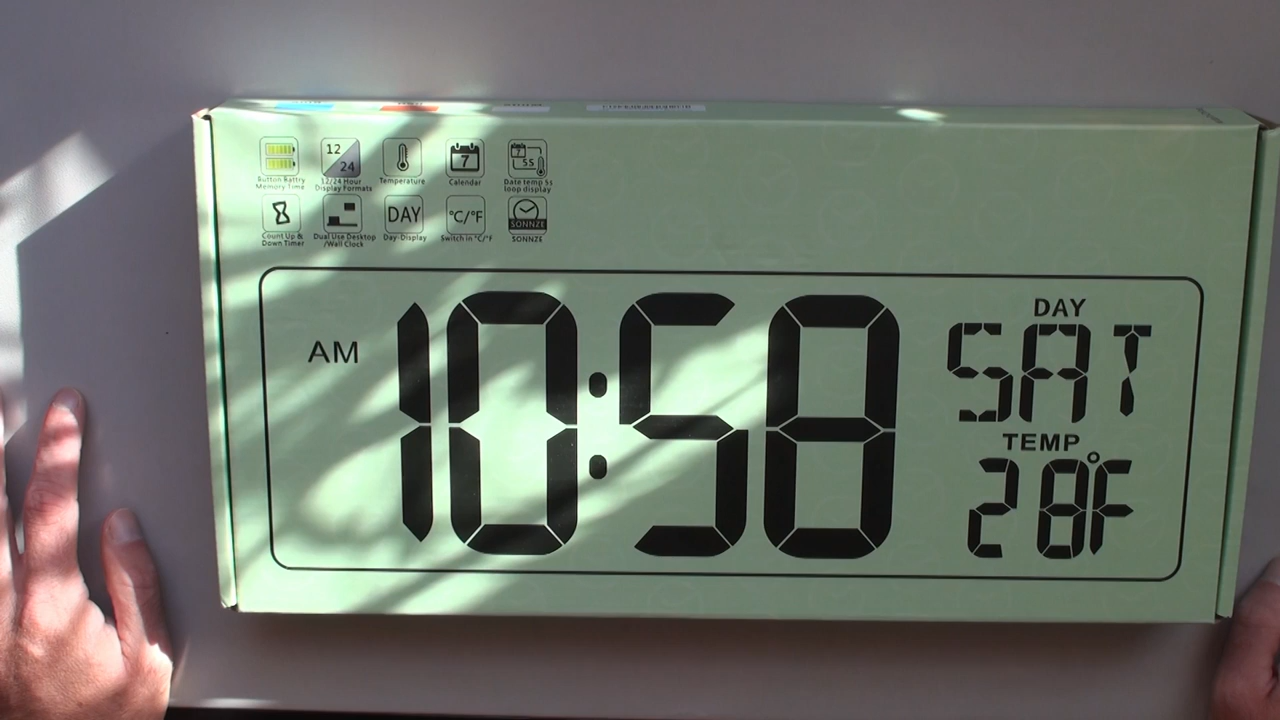 12
24
7
7
5S
Button Battry
Memory Time
12/24 Hour
Display Formats
Temperature
Calendar
Date temp 5s
loop display
DAY
°C/°F
SONNZE
Count Up &
Down Timer
Dual Use Desktop
/Wall Clock
Day-Display
Switch in °C/°F
SONNZE
AM
10:58
DAY
SAT
TEMP
28°F